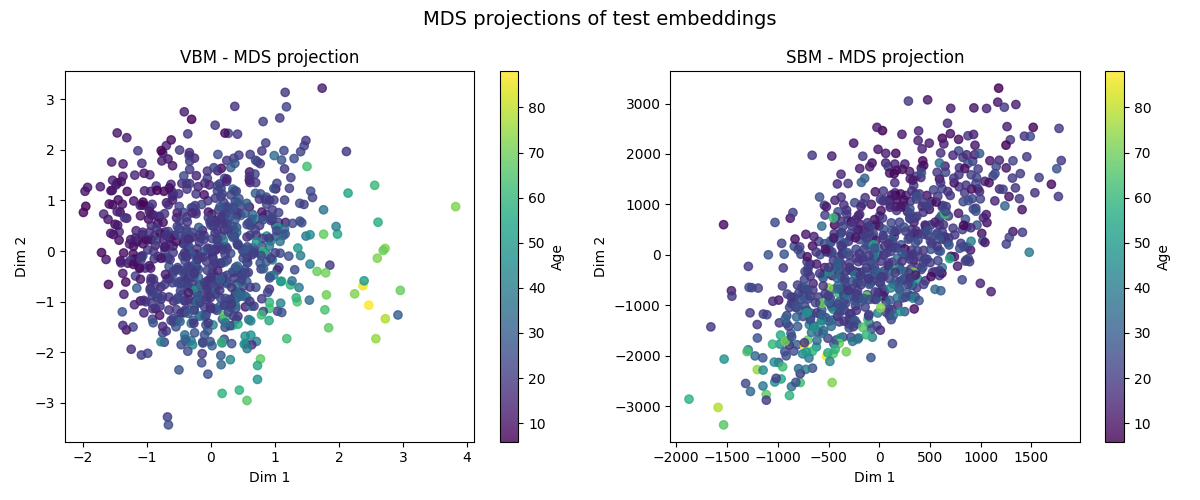 MDS projections of test embeddings
VBM - MDS projection
3
2
1
0
−1
−2
−3
Dim 2
−2 −1 0 1 2 3 4
Dim 1
80
70
60
50
40
30
20
10
Age
SBM - MDS projection
3000
2000
1000
0
−1000
−2000
−3000
Dim 2
−2000 −1500 −1000 −500 0 500 1000 1500
Dim 1
80
70
60
50
40
30
20
10
Age